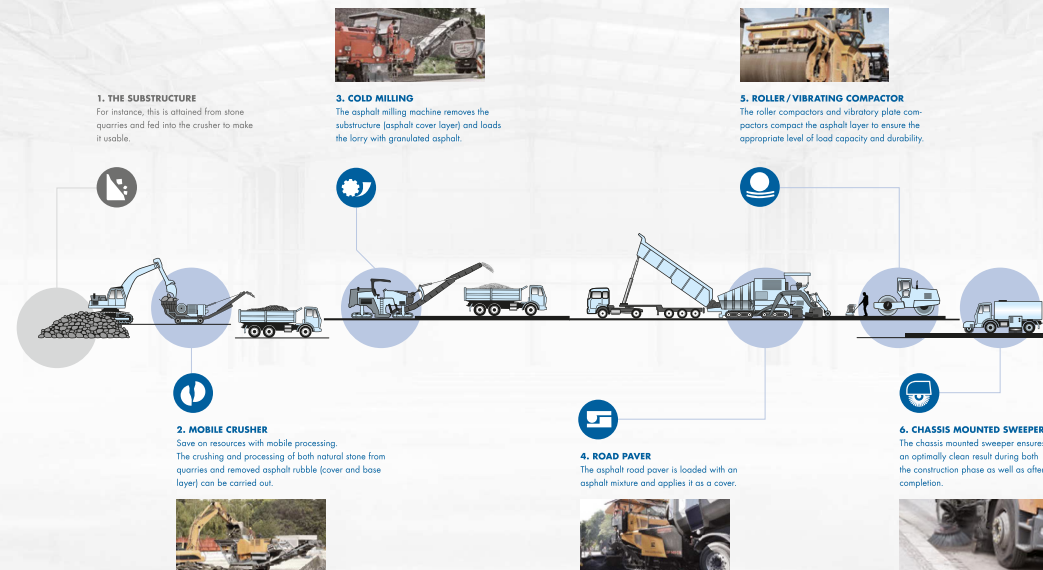 1. THE SUBSTRUCTURE
For instance, this is attained from stone
quarries and fed into the crusher to make
it usable.
3. COLD MILLING
The asphalt milling machine removes the
substructure (asphalt cover layer) and loads
the lorry with granulated asphalt.
5. ROLLER / VIBRATING COMPACTOR
The roller compactors and vibratory plate com-
pactors compact the asphalt layer to ensure the
appropriate level of load capacity and durability.
2. MOBILE CRUSHER
Save on resources with mobile processing.
The crushing and processing of both natural stone from
quarries and removed asphalt rubble (cover and base
layer) can be carried out.
4. ROAD PAVER
The asphalt road paver is loaded with an
asphalt mixture and applies it as a cover.
6. CHASSIS MOUNTED SWEEPER
The chassis mounted sweeper ensures
an optimally clean result during both
the construction phase as well as after
completion.